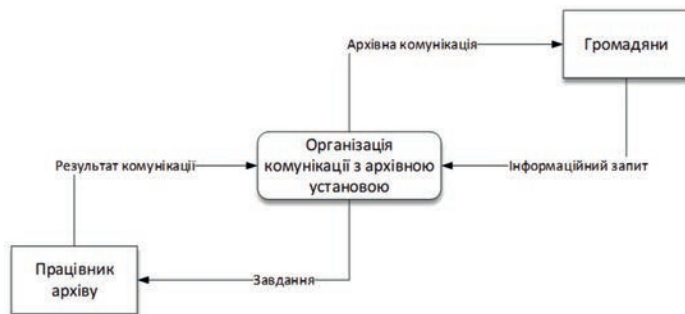 Архівна комунікація
Громадяни
Організація
комунікації з архівною
установою
Результат комунікації
Інформаційний запит
Працівник
архіву
Завдання